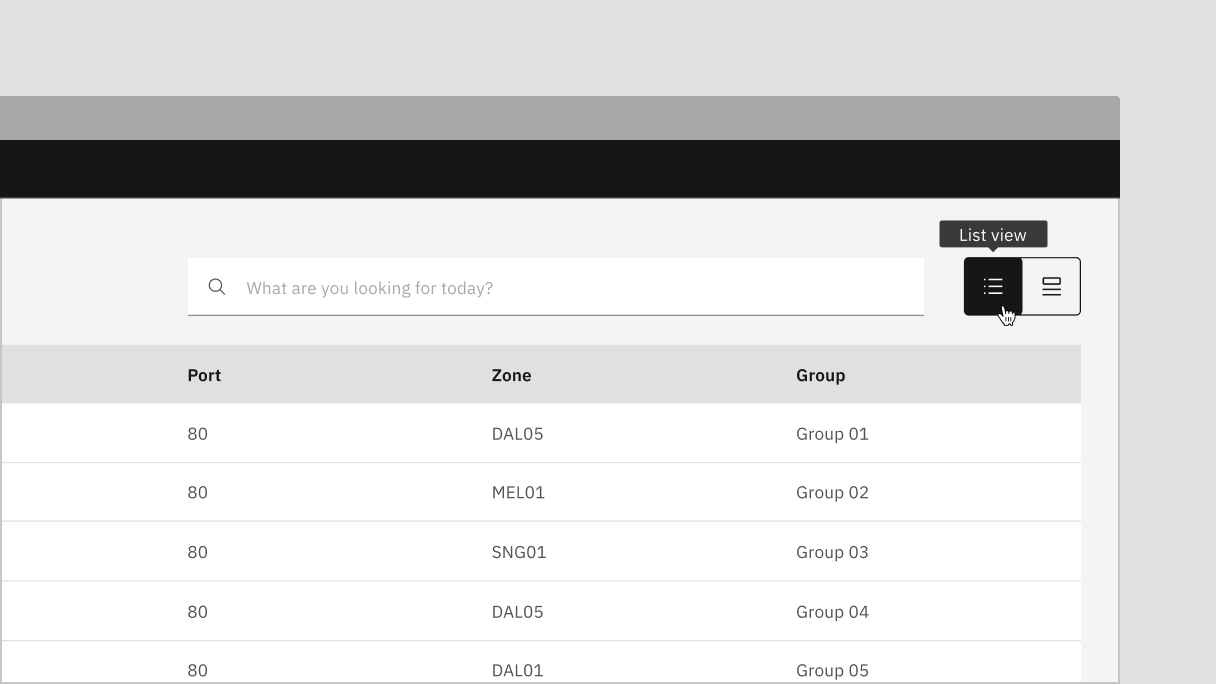 List view
What are you looking for today?
Port Zone Group
80 DAL05 Group 01
80 MEL01 Group 02
80 SNG01 Group 03
80 DAL05 Group 04
80 DAL01 Group 05